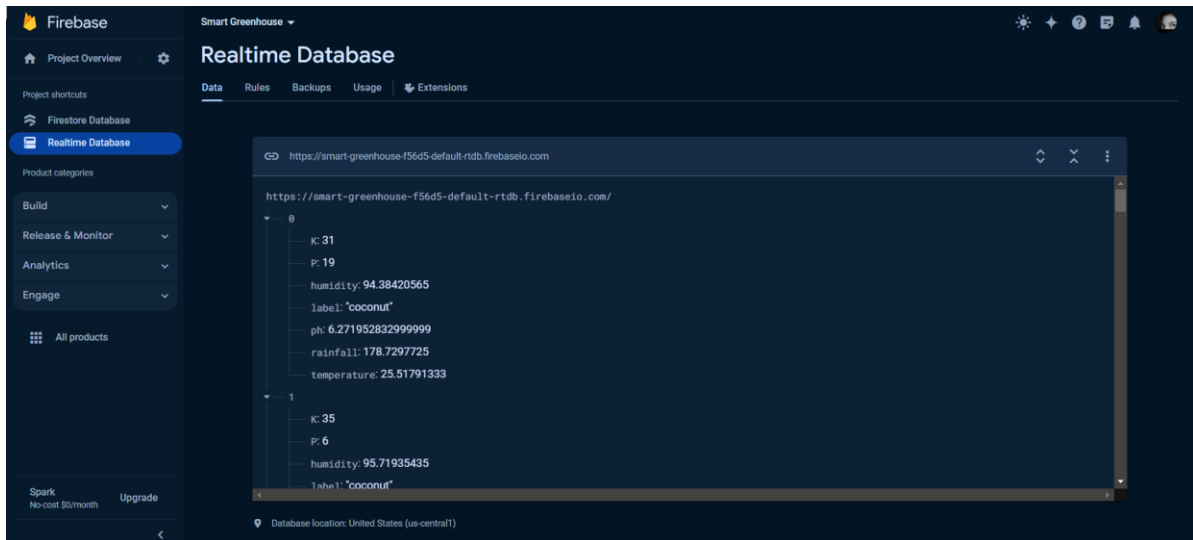 Firebase
Smart Greenhouse
Project Overview
Realtime Database
Data Rules Backups Usage Extensions
Project shortcuts
Firestore Database
Realtime Database
Product categories
Build
Release & Monitor
Analytics
Engage
All products
Spark
No-cost $0/month
Upgrade
https://smart-greenhouse-f56d5-default-rtdb.firebaseio.com
https://smart-greenhouse-f56d5-default-rtdb.firebaseio.com/
0
K: 31
P: 19
humidity: 94.38420565
label: "coconut"
ph: 6.271952832999999
rainfall: 178.7297725
temperature: 25.51791333
1
K: 35
P: 6
humidity: 95.71935435
label: "coconut"
Database location: United States (us-central1)